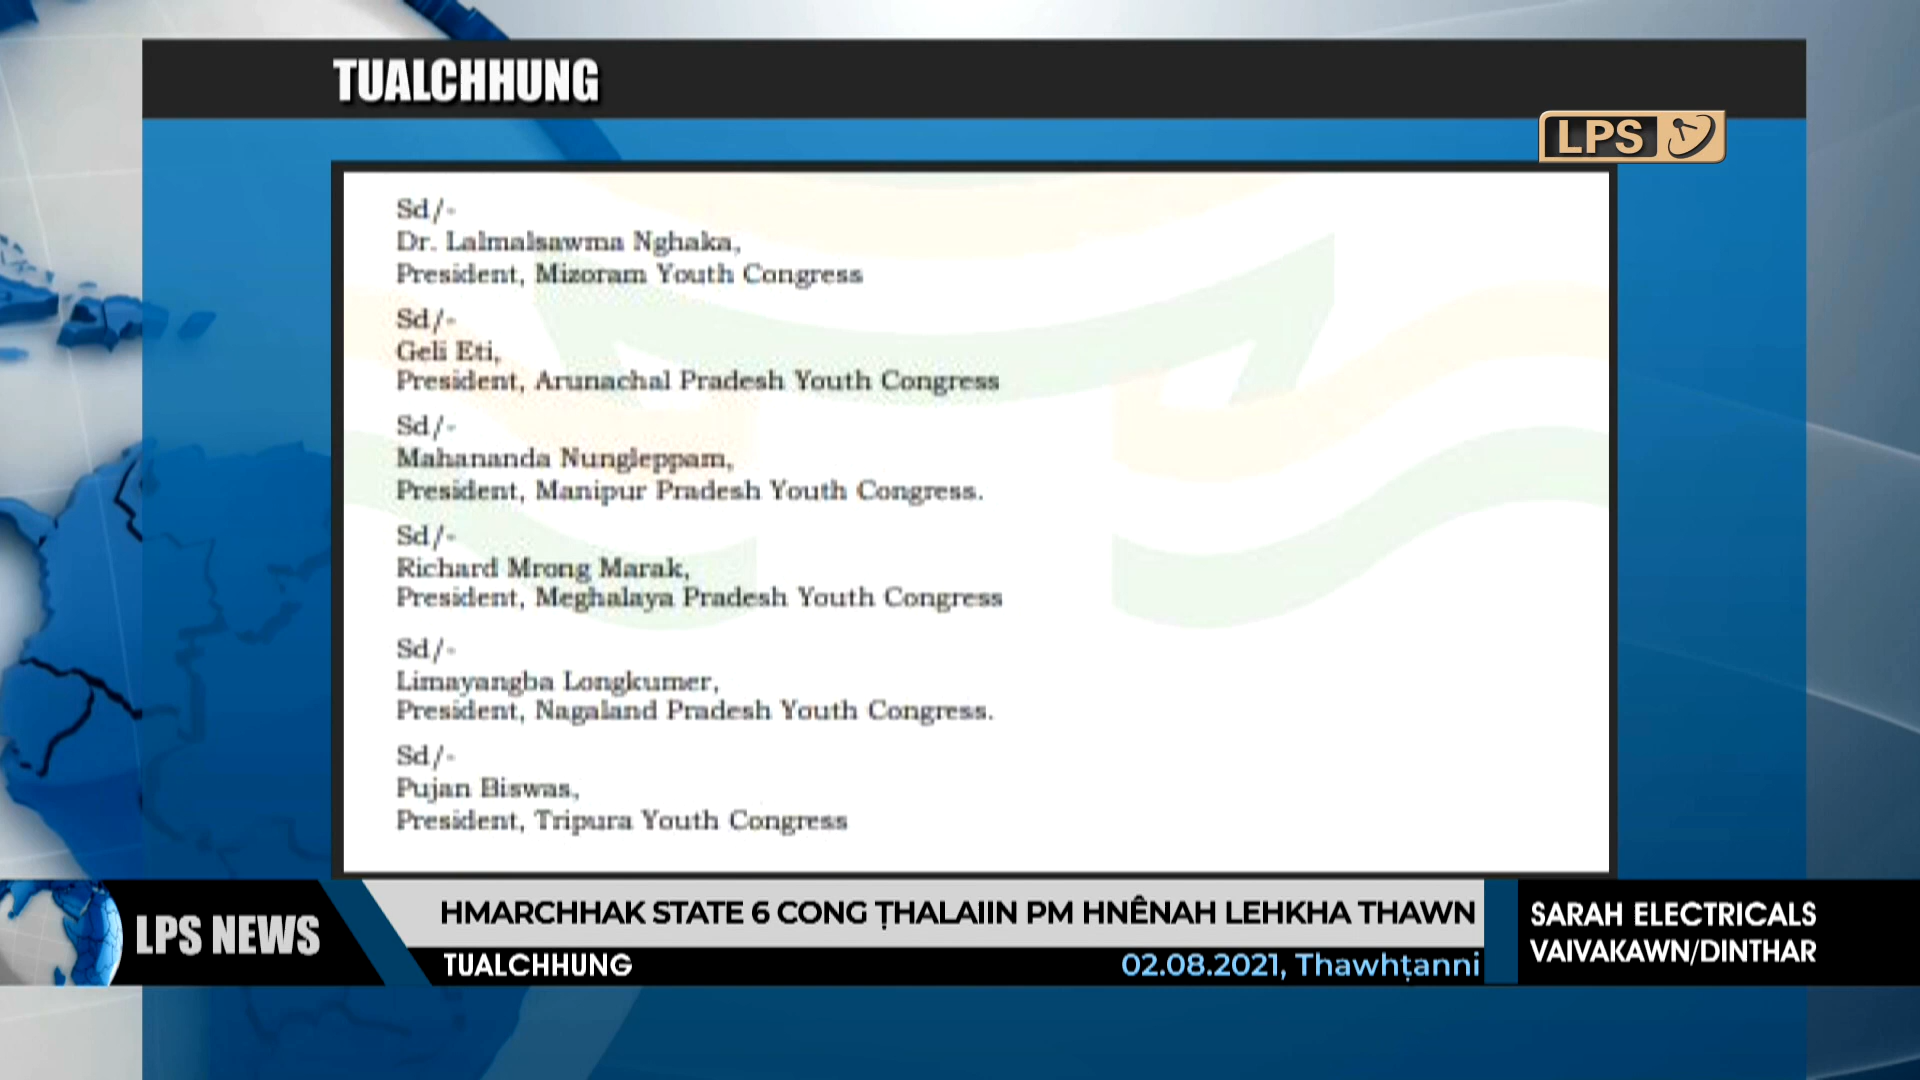 TUALCHHUNG
LPS
Sd/-
Dr. Lalmalsawma Nghaka,
President, Mizoram Youth Congress
Sd/-
Geli Eti,
President, Arunachal Pradesh Youth Congress
Sd/-
Mahananda Nungleppam,
President, Manipur Pradesh Youth Congress.
Sd/-
Richard Mrong Marak,
President, Meghalaya Pradesh Youth Congress
Sd/-
Limayangba Longkumer,
President, Nagaland Pradesh Youth Congress.
Sd/-
Pujan Biswas,
President, Tripura Youth Congress
LPS NEWS
HMARCHHAK STATE 6 CONG ṬHALAIIN PM HNÊNAH LEHKHA THAWN
TUALCHHUNG
02.08.2021, Thawhṭanni
SARAH ELECTRICALS
VAIVAKAWN/DINTHAR